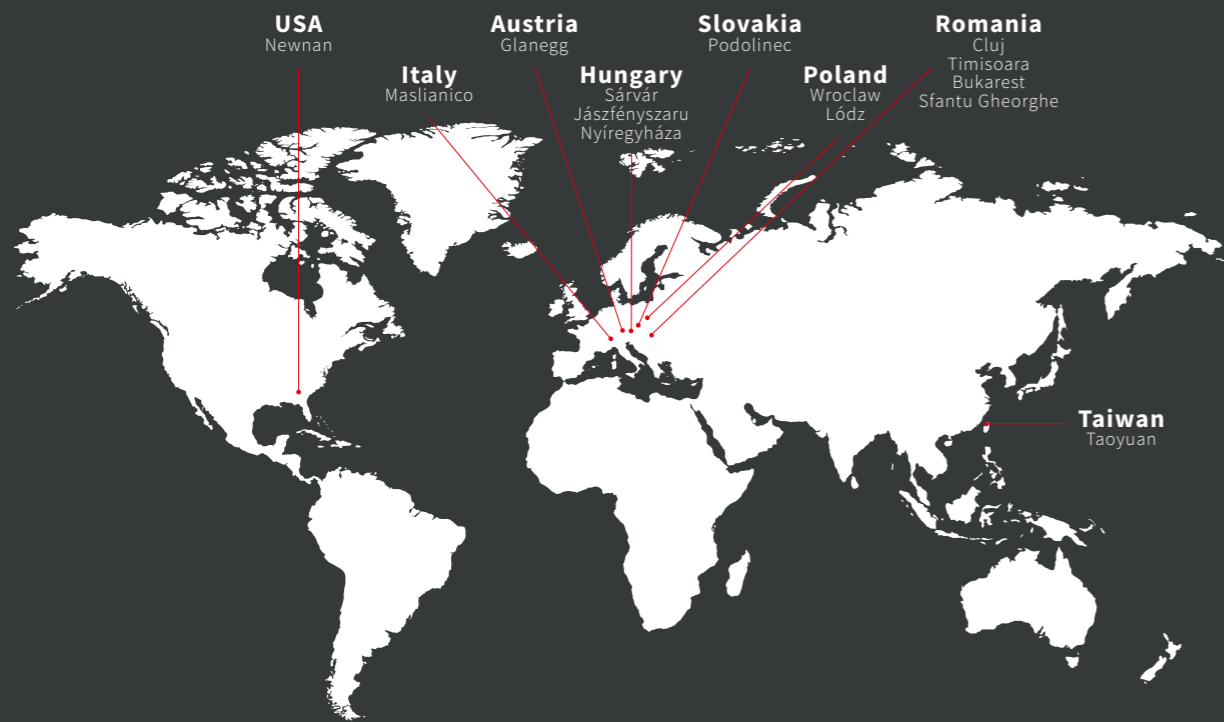 USA
Newnan
Italy
Maslianico
Austria
Glanegg
Hungary
Sárvár
Jászfényszaru
Nyíregyháza
Slovakia
Podolinec
Poland
Wroclaw
Lódz
Romania
Cluj
Timisoara
Bukarest
Sfantu Gheorghe
Taiwan
Taoyuan